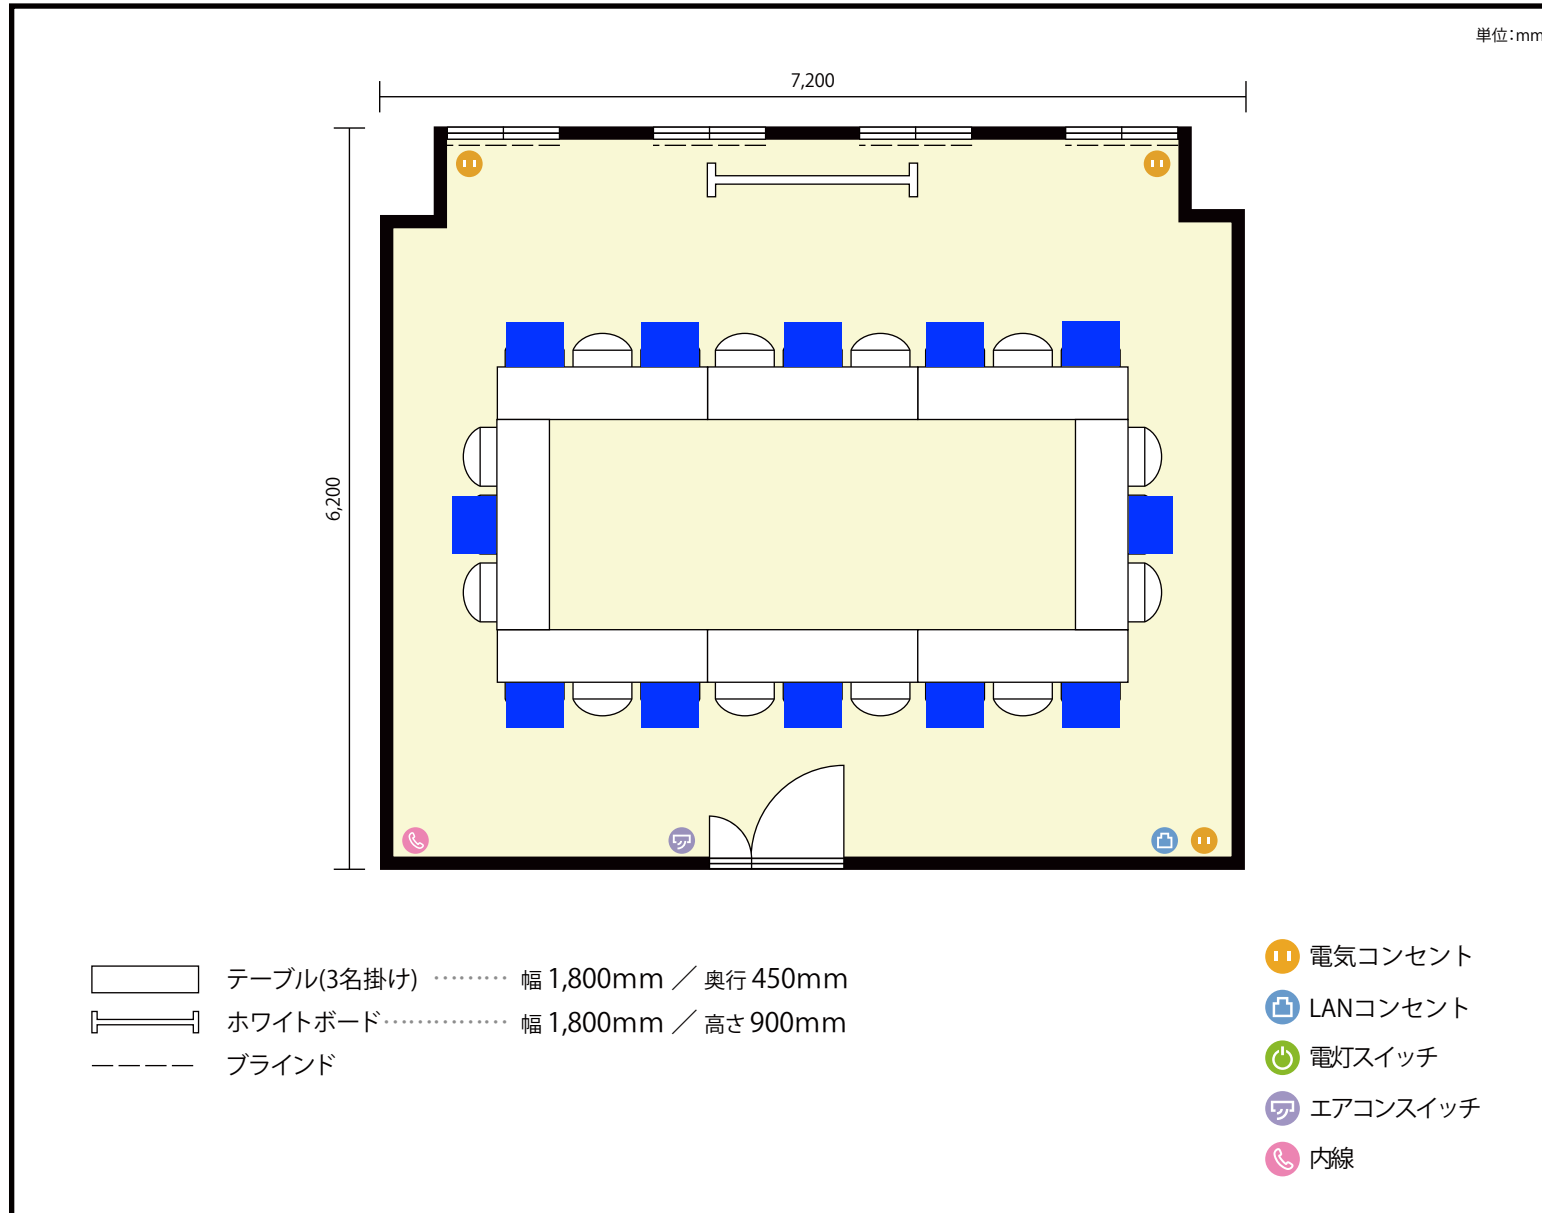 単位:mm
7,200
6,200
テーブル(3名掛け) ········· 幅 1,800mm ／ 奥行 450mm
ホワイトボード·············· 幅 1,800mm ／ 高さ 900mm
ブラインド
電気コンセント
LANコンセント
電灯スイッチ
エアコンスイッチ
内線